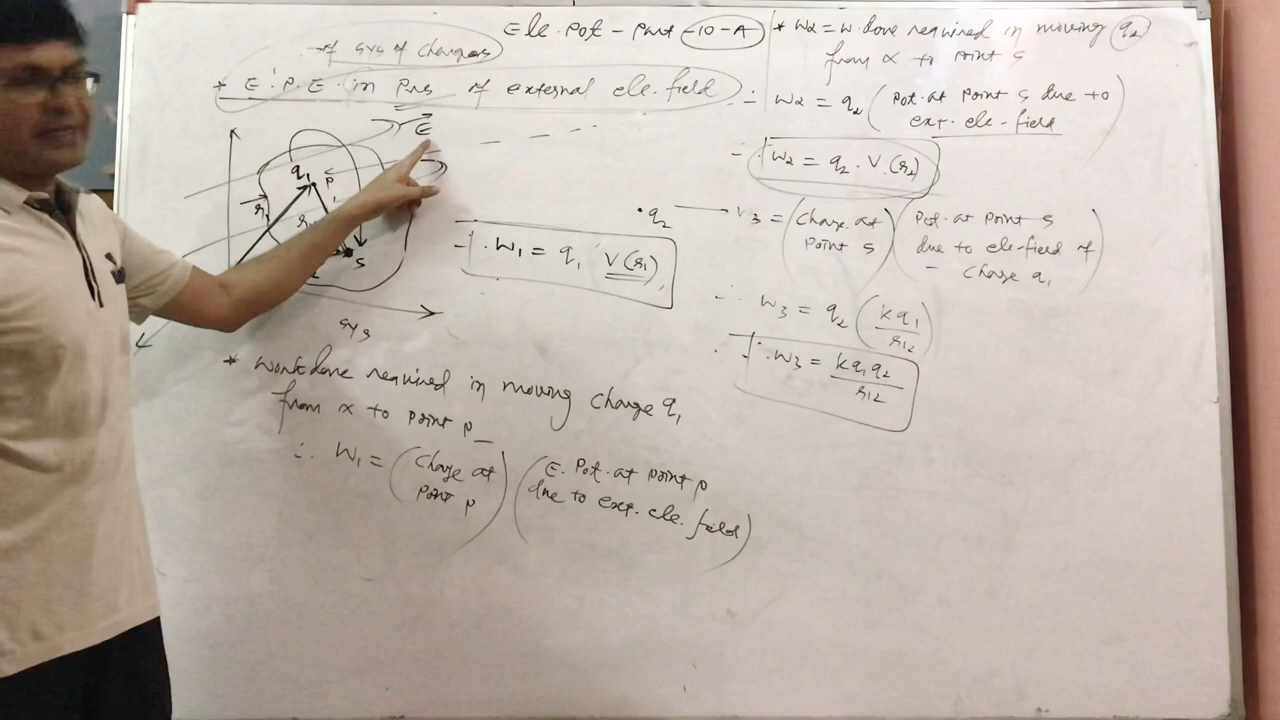 Ele. Pot - Part - 10 - A
of sys of charges
* E.P.E. in Pres of external ele. field
E
q1
P
r1
S
sys
∴ W1 = q1 V(r1)
* work done required in moving charge q1
from ∝ to point P
∴ W1 = (charge at point P) (E. Pot. at point P due to ext. ele. field)
* W2 = w. done required in moving q2
from ∝ to point S
∴ W2 = q2 (Pot. at point S due to ext. ele-field)
∴ W2 = q2 . V(r2)
. q2 → W3 = (Charge at point S) (Pot. at point S due to ele-field of charge q1)
∴ W3 = q2 (kq1 / r12)
∴ W3 = kq1q2 / r12